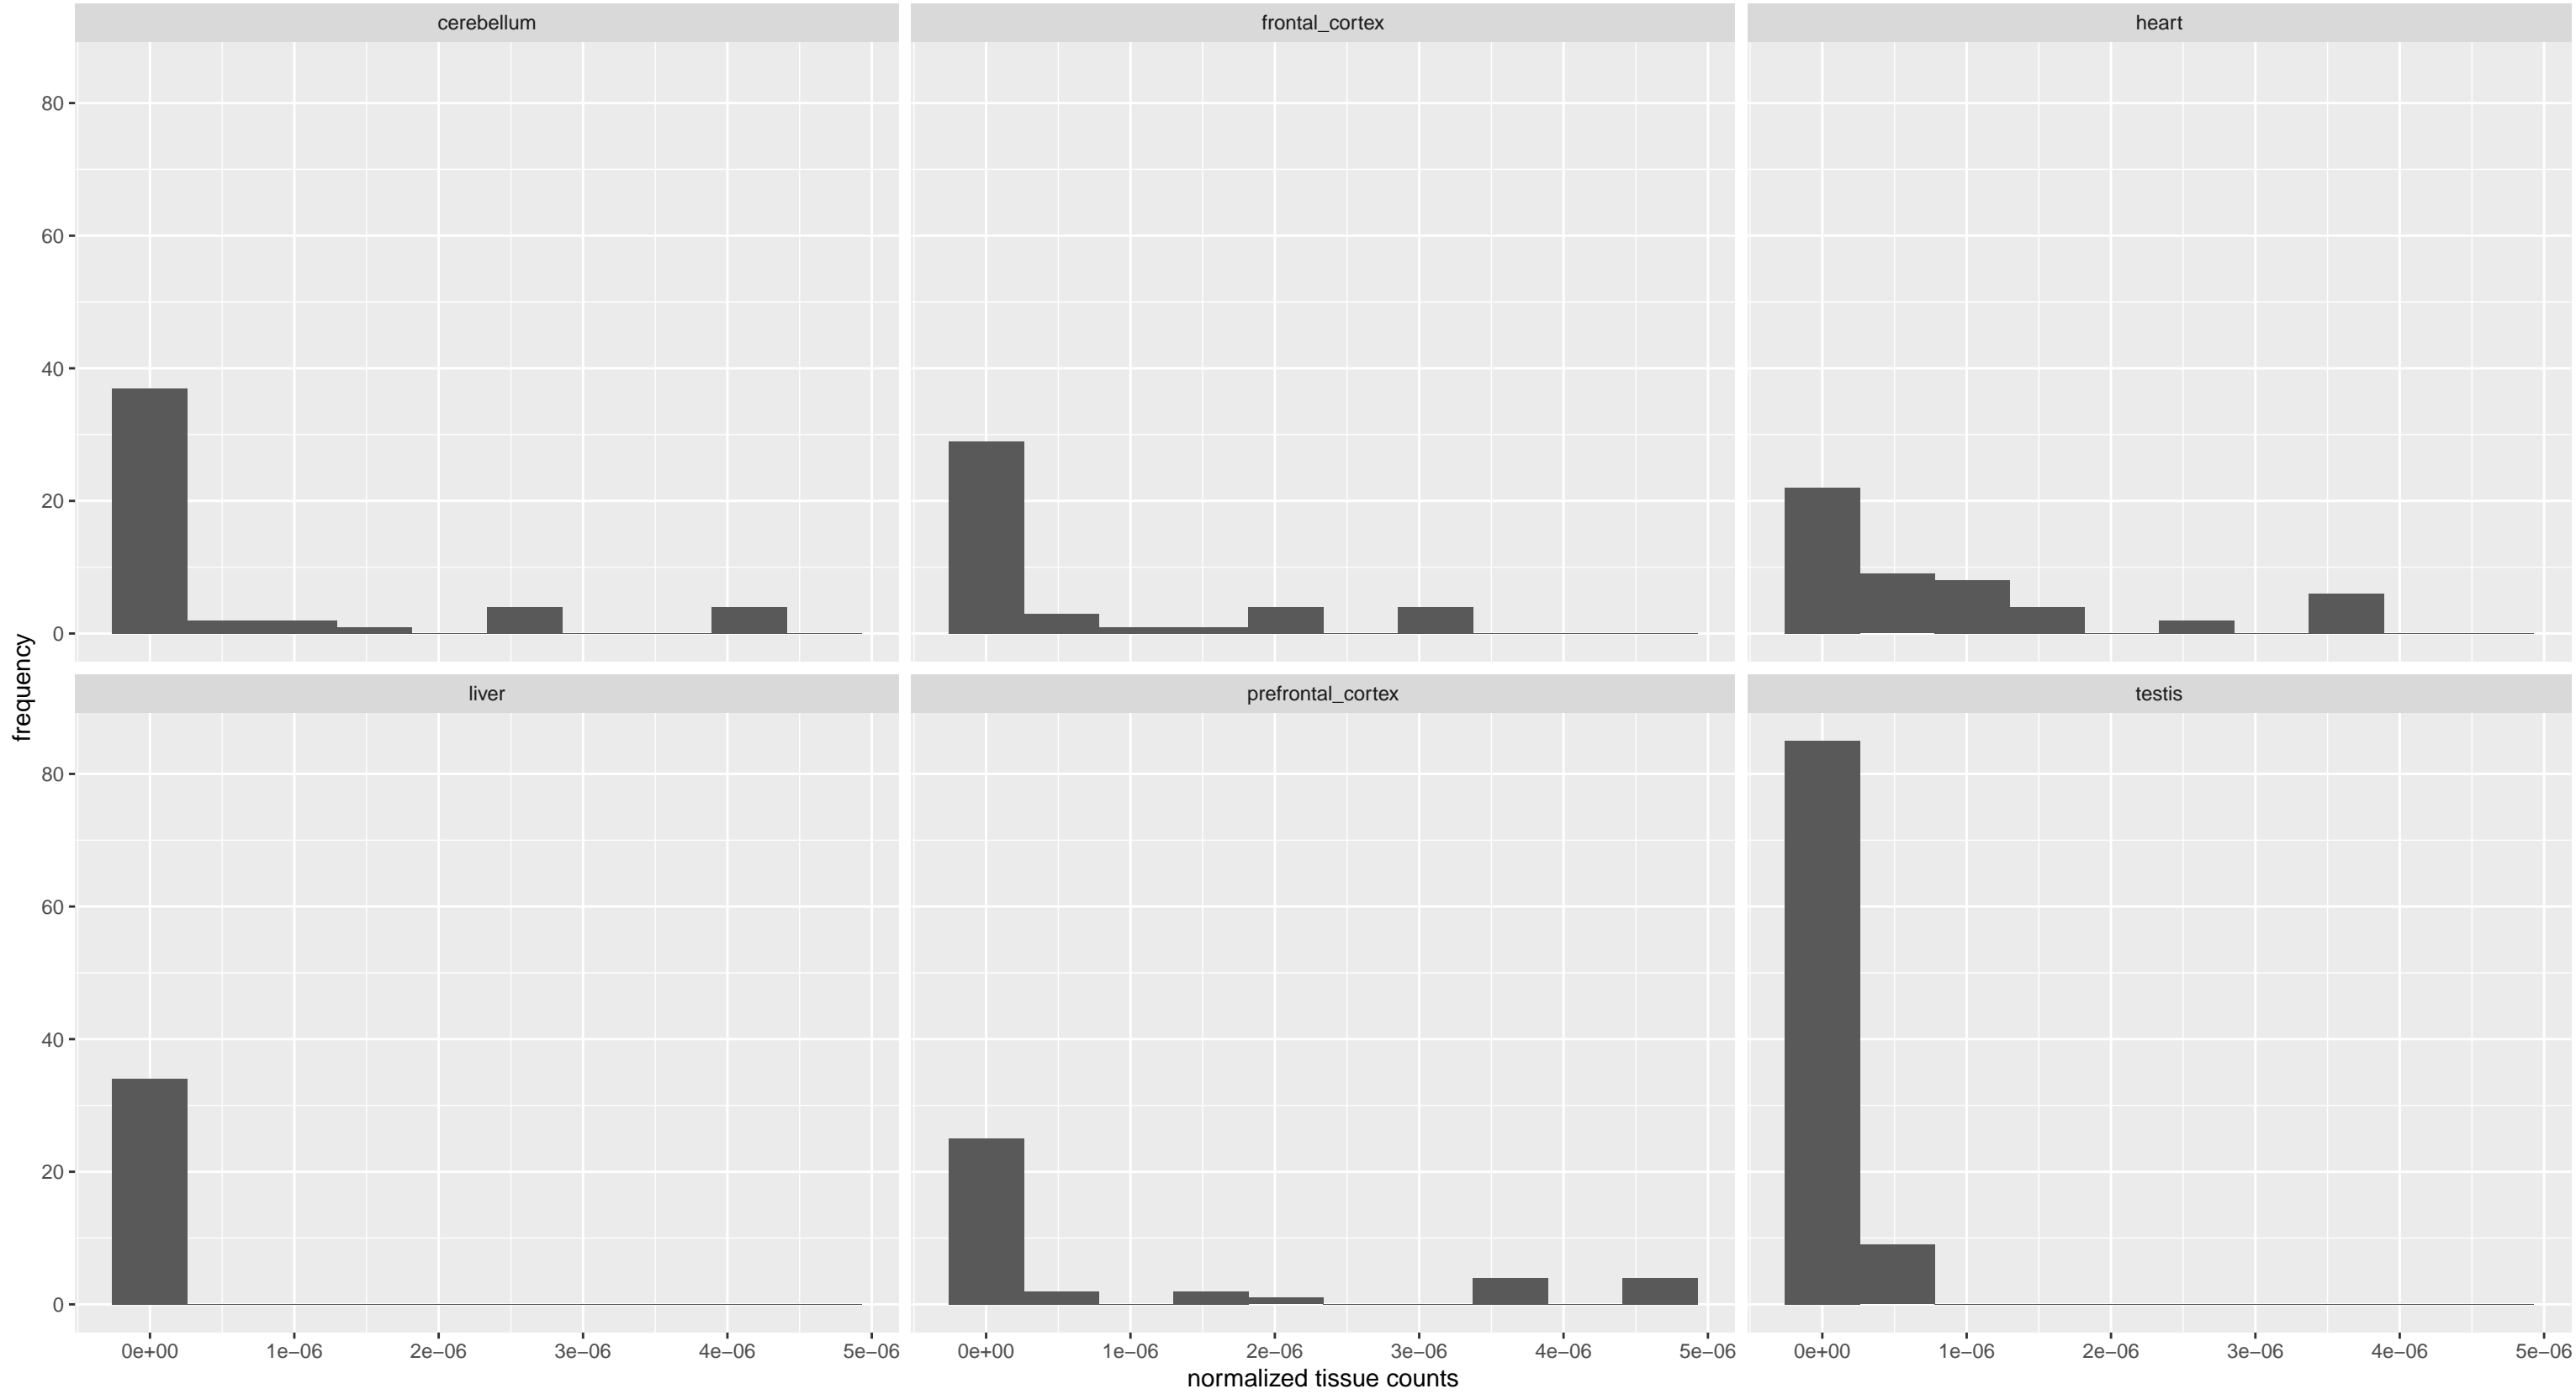 cerebellum frontal_cortex heart
80
60
40
20
0
frequency
liver prefrontal_cortex testis
80
60
40
20
0
0e+00 1e−06 2e−06 3e−06 4e−06 5e−06 0e+00 1e−06 2e−06 3e−06 4e−06 5e−06 0e+00 1e−06 2e−06 3e−06 4e−06 5e−06
normalized tissue counts